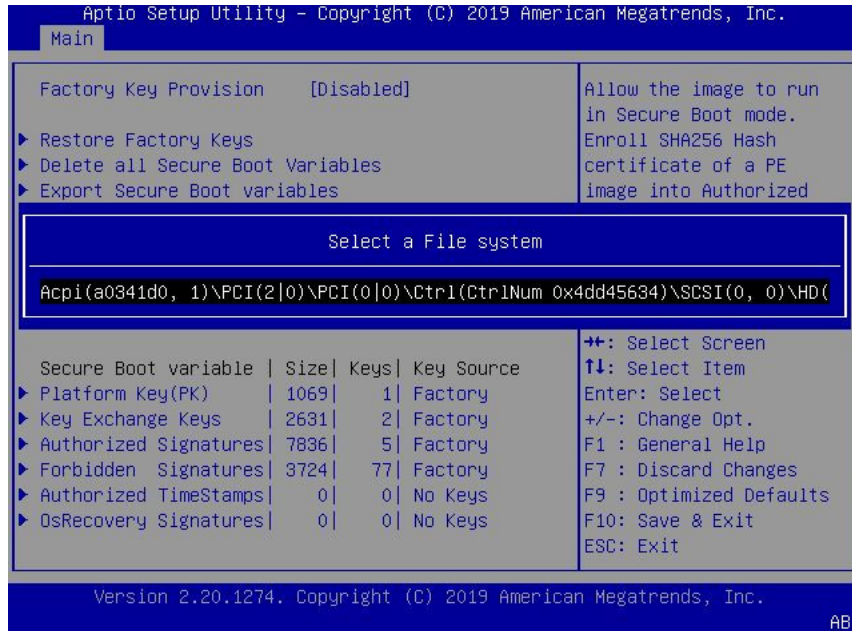 Aptio Setup Utility – Copyright (C) 2019 American Megatrends, Inc.
Main
Factory Key Provision [Disabled]
▶ Restore Factory Keys
▶ Delete all Secure Boot Variables
▶ Export Secure Boot variables
Allow the image to run
in Secure Boot mode.
Enroll SHA256 Hash
certificate of a PE
image into Authorized
Select a File system
Acpi(a0341d0, 1)\PCI(2|0)\PCI(0|0)\Ctrl(CtrlNum 0x4dd45634)\SCSI(0, 0)\HD(
Secure Boot variable | Size| Keys| Key Source
▶ Platform Key(PK) | 1069| 1| Factory
▶ Key Exchange Keys | 2631| 2| Factory
▶ Authorized Signatures| 7836| 5| Factory
▶ Forbidden Signatures| 3724| 77| Factory
▶ Authorized TimeStamps| 0| 0| No Keys
▶ OsRecovery Signatures| 0| 0| No Keys
→←: Select Screen
↑↓: Select Item
Enter: Select
+/-: Change Opt.
F1 : General Help
F7 : Discard Changes
F9 : Optimized Defaults
F10: Save & Exit
ESC: Exit
Version 2.20.1274. Copyright (C) 2019 American Megatrends, Inc.
AB